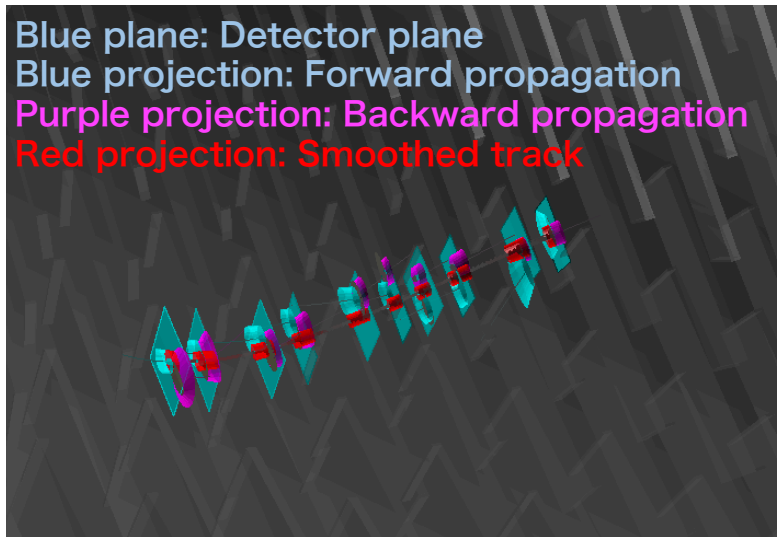 Blue plane: Detector plane
Blue projection: Forward propagation
Purple projection: Backward propagation
Red projection: Smoothed track